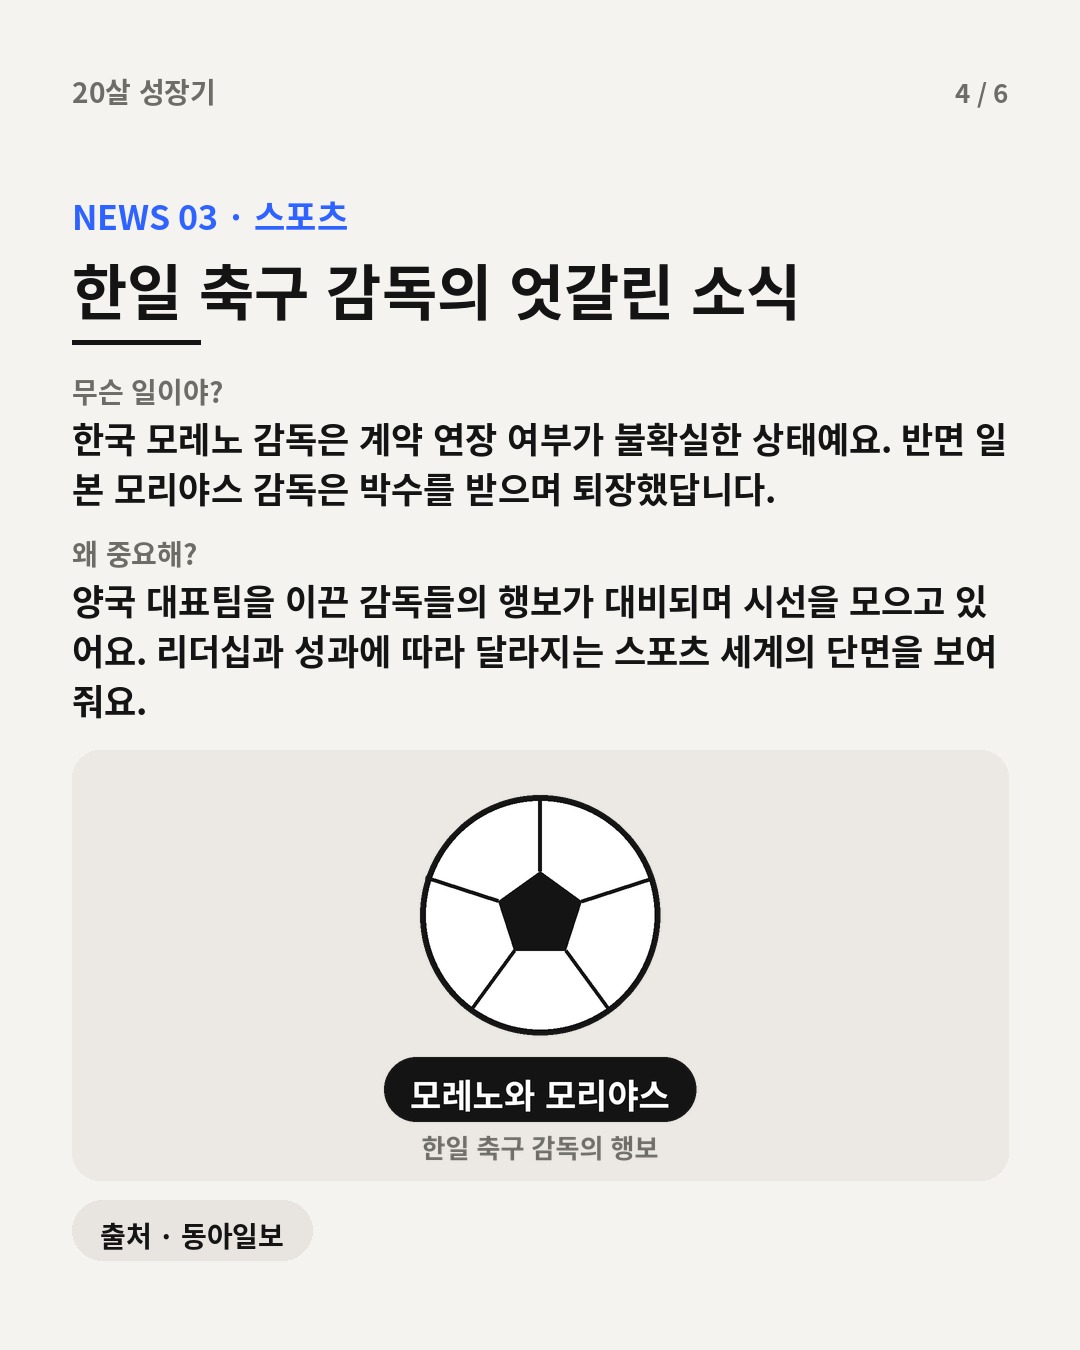 20살 성장기
4 / 6
NEWS 03 · 스포츠
한일 축구 감독의 엇갈린 소식
무슨 일이야?
한국 모레노 감독은 계약 연장 여부가 불확실한 상태예요. 반면 일
본 모리야스 감독은 박수를 받으며 퇴장했답니다.
왜 중요해?
양국 대표팀을 이끈 감독들의 행보가 대비되며 시선을 모으고 있
어요. 리더십과 성과에 따라 달라지는 스포츠 세계의 단면을 보여
줘요.
모레노와 모리야스
한일 축구 감독의 행보
출처 · 동아일보